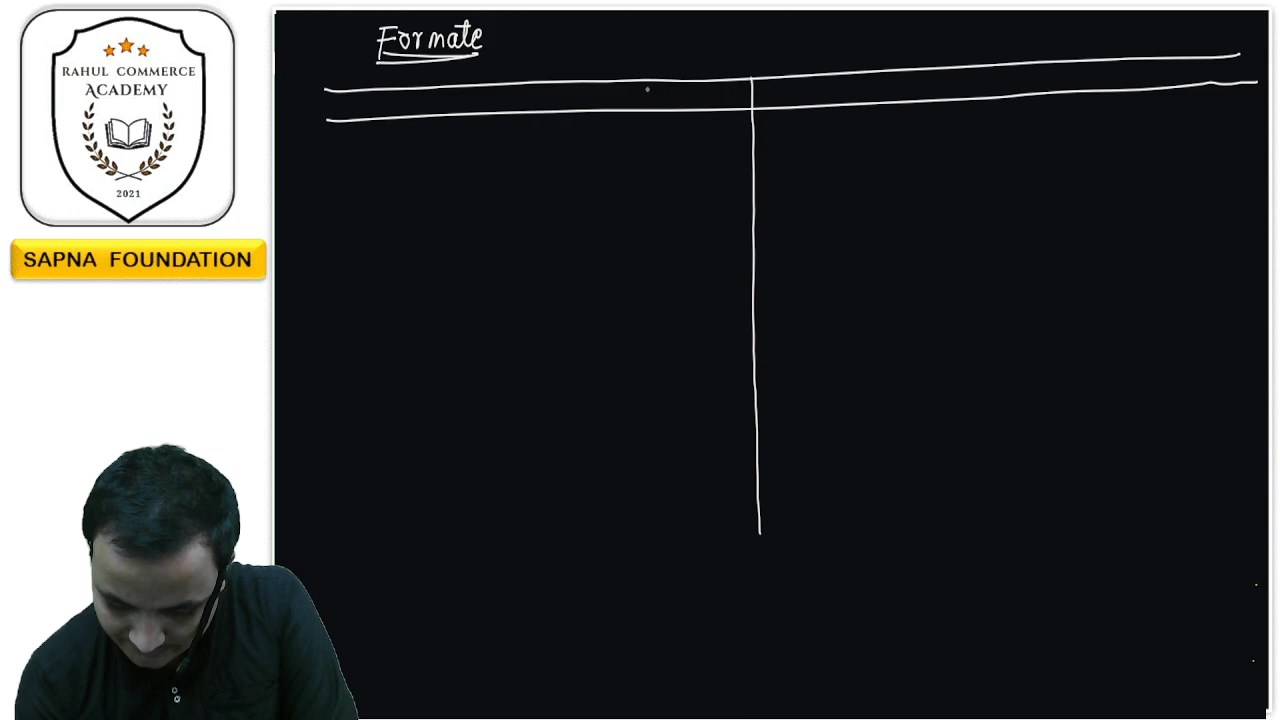 RAHUL COMMERCE
ACADEMY
2021
SAPNA FOUNDATION
Formate